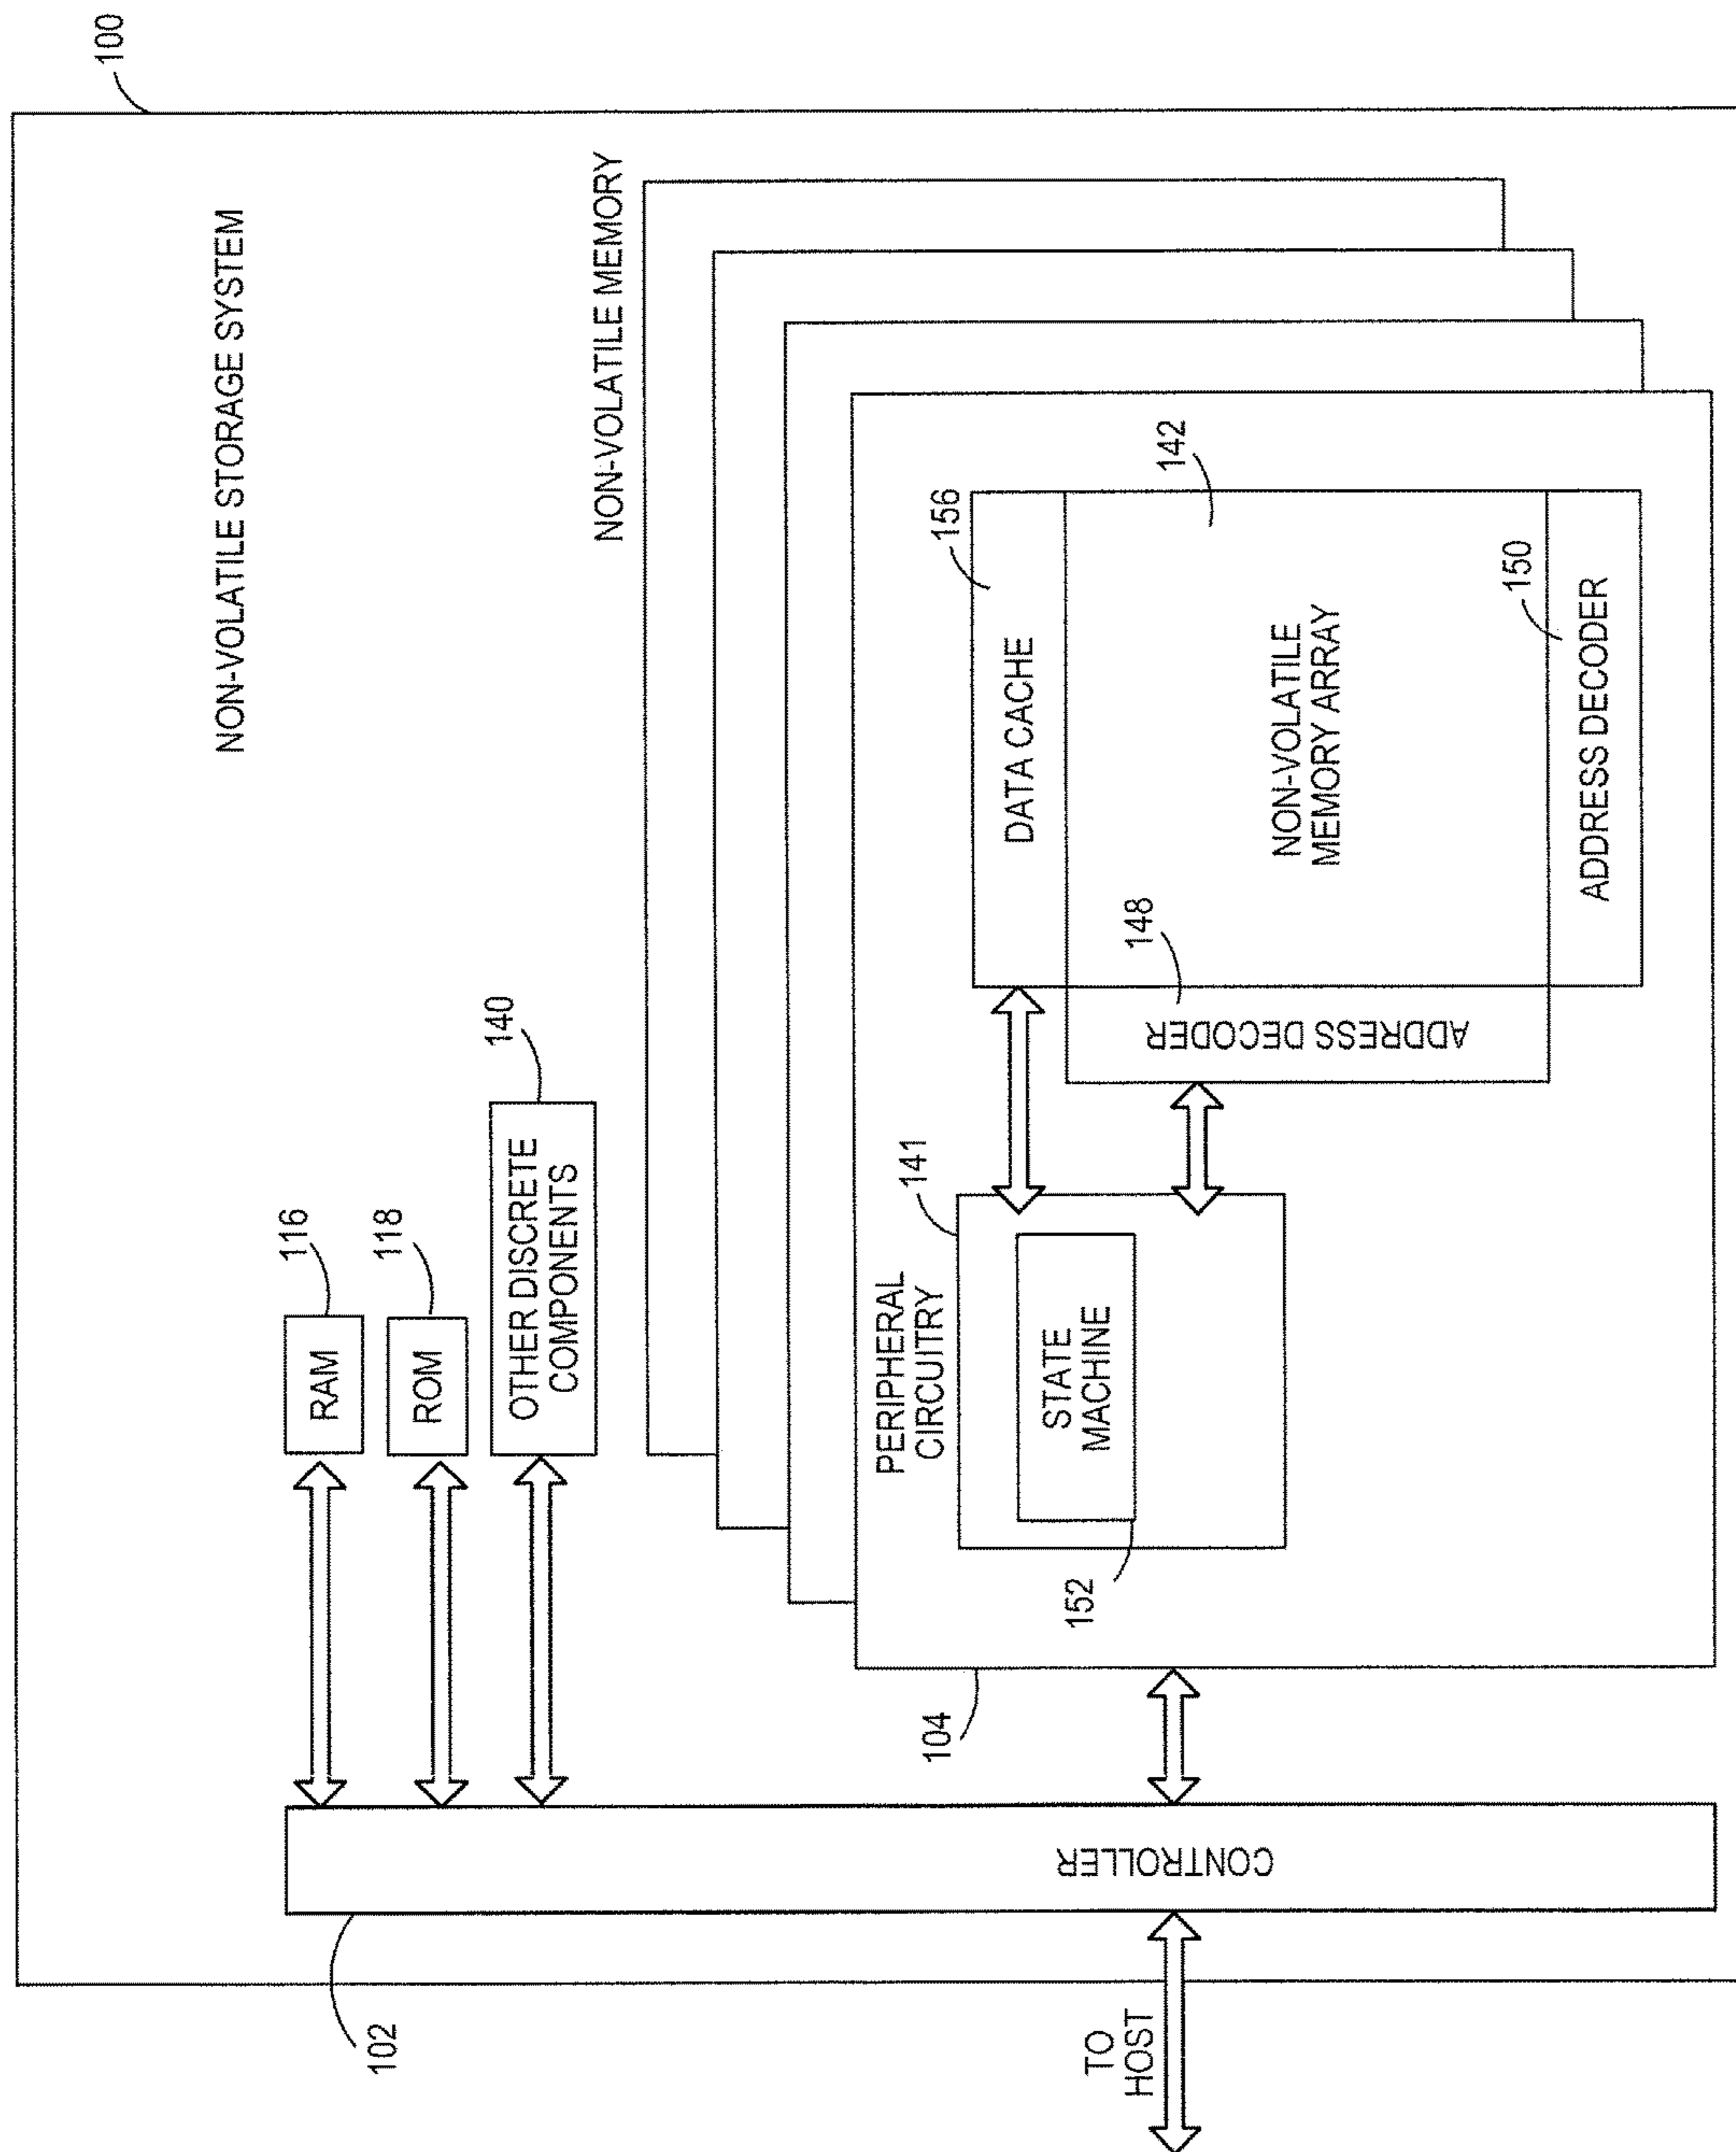 100
NON-VOLATILE STORAGE SYSTEM
RAM
116
ROM
118
OTHER DISCRETE
COMPONENTS
140
NON-VOLATILE MEMORY
102
CONTROLLER
TO
HOST
104
PERIPHERAL
CIRCUITRY
141
STATE
MACHINE
152
DATA CACHE
156
ADDRESS DECODER
148
NON-VOLATILE
MEMORY ARRAY
142
ADDRESS DECODER
150